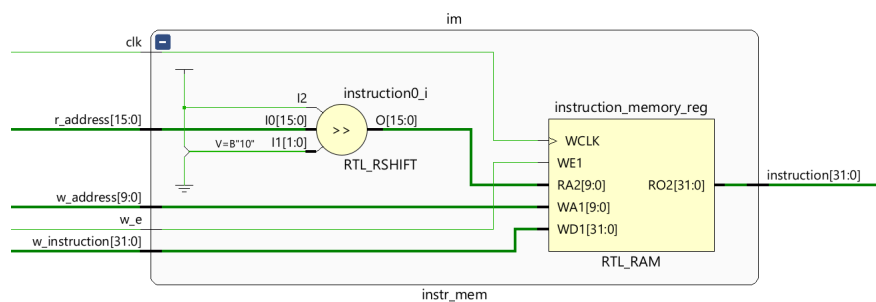 im
clk
I2
instruction0_i
instruction_memory_reg
r_address[15:0]
I0[15:0]
O[15:0]
>>
WCLK
V=B"10"
I1[1:0]
RTL_RSHIFT
WE1
RA2[9:0]
RO2[31:0]
instruction[31:0]
w_address[9:0]
WA1[9:0]
w_e
WD1[31:0]
w_instruction[31:0]
RTL_RAM
instr_mem